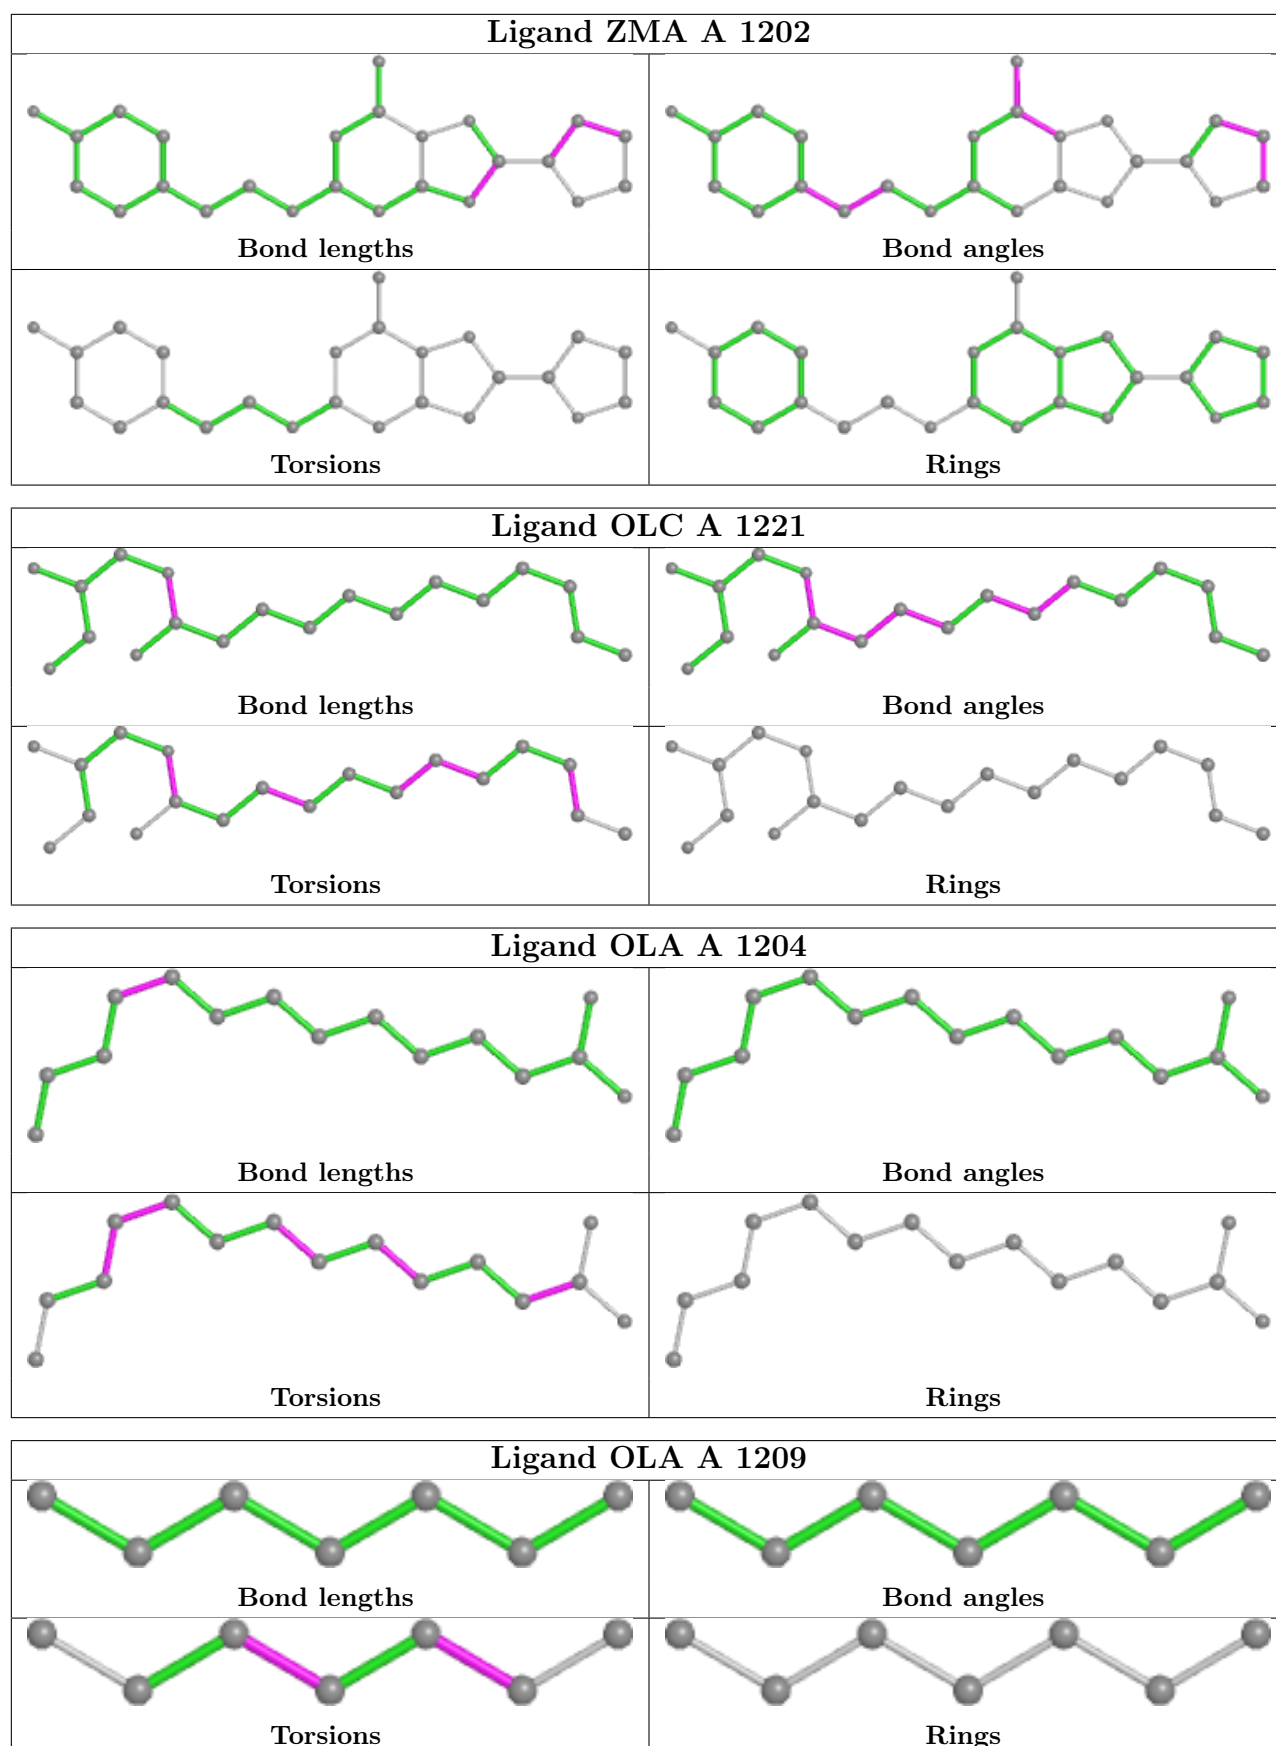 Ligand ZMA A 1202
Bond lengths
Bond angles
Torsions
Rings
Ligand OLC A 1221
Bond lengths
Bond angles
Torsions
Rings
Ligand OLA A 1204
Bond lengths
Bond angles
Torsions
Rings
Ligand OLA A 1209
Bond lengths
Bond angles
Torsions
Rings